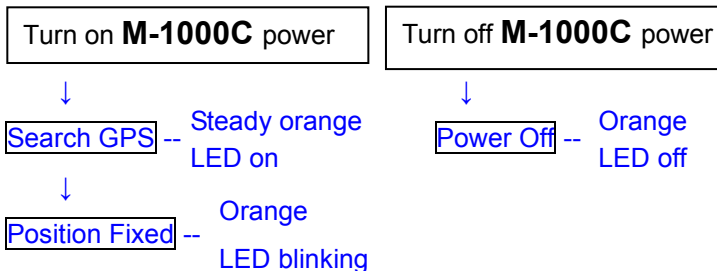 Turn on M-1000C power
↓
Search GPS -- Steady orange
LED on
↓
Position Fixed -- Orange
LED blinking
Turn off M-1000C power
↓
Power Off -- Orange
LED off